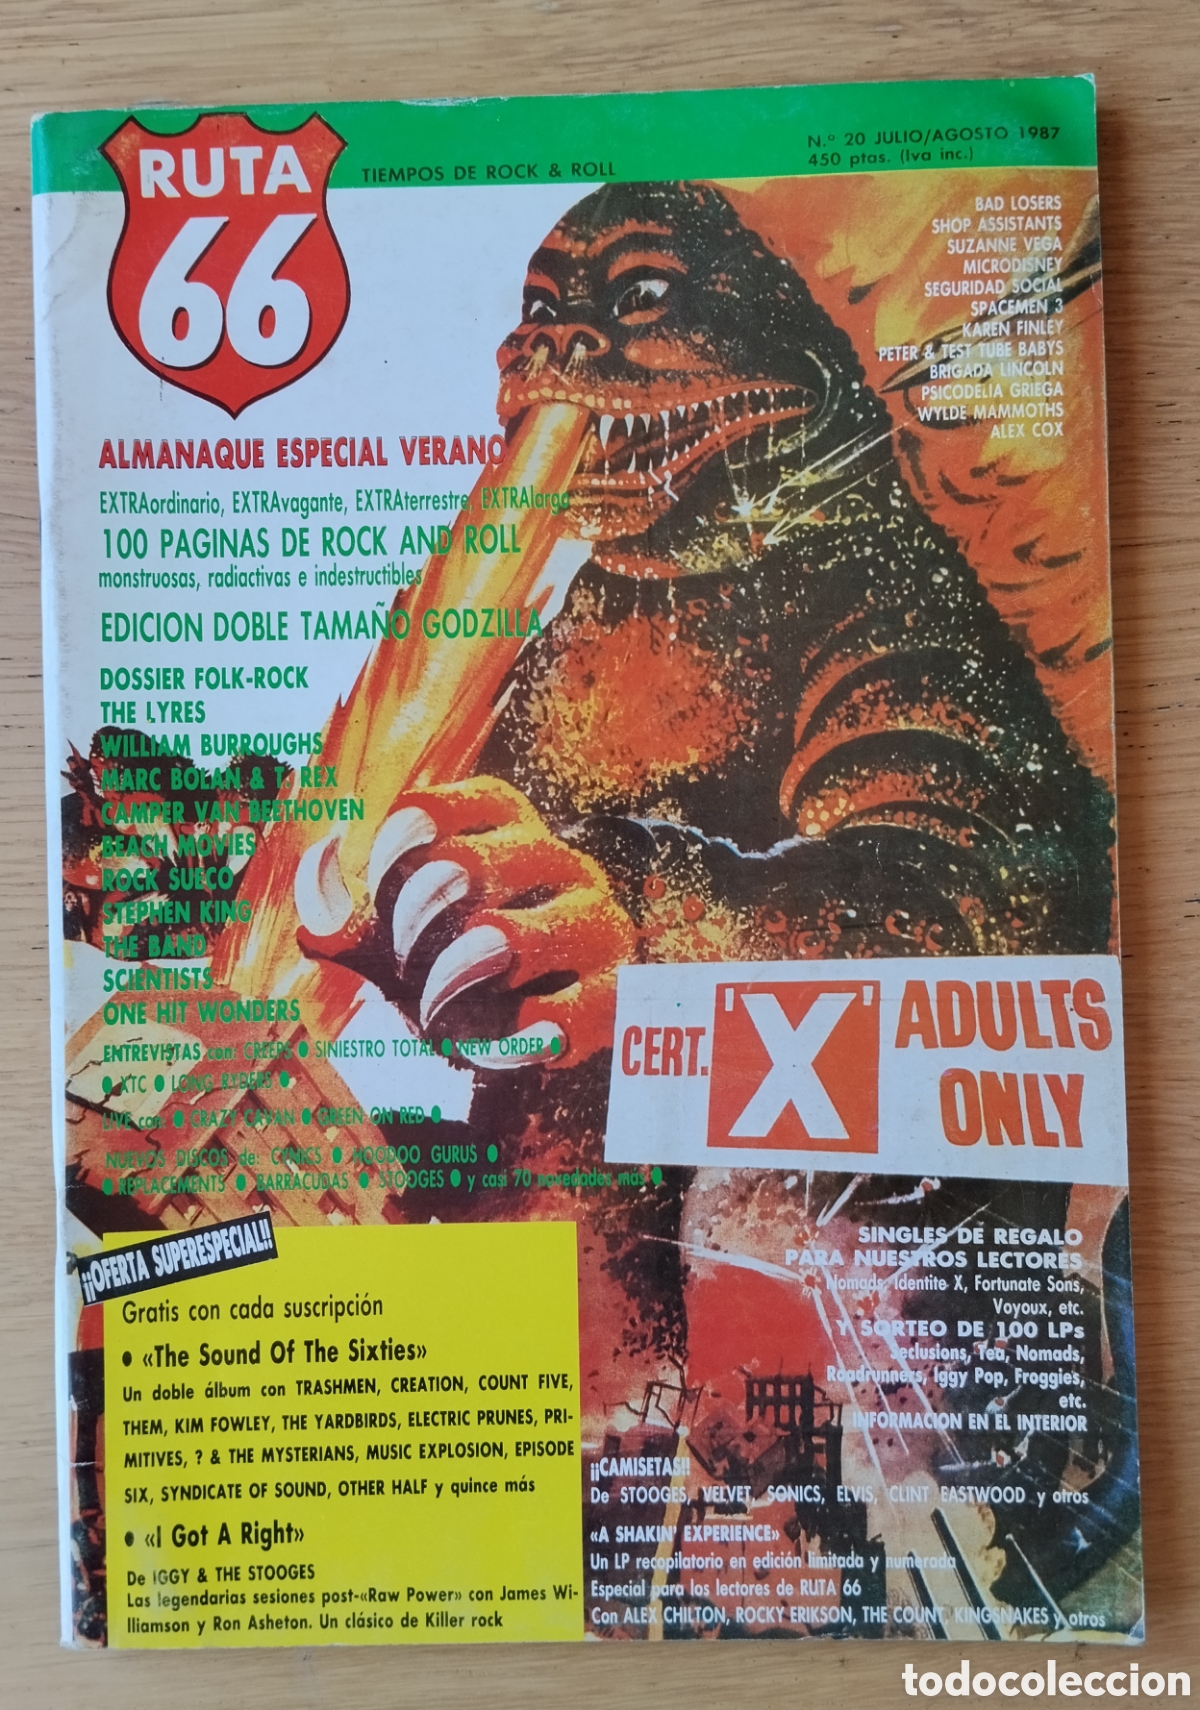 RUTA
66
TIEMPOS DE ROCK & ROLL
N.º 20 JULIO/AGOSTO 1987
450 ptas. (Iva inc.)
BAD LOSERS
SHOP ASSISTANTS
SUZANNE VEGA
MICRODISNEY
SEGURIDAD SOCIAL
SPACEMEN 3
KAREN FINLEY
PETER & TEST TUBE BABYS
BRIGADA LINCOLN
PSICODELIA GRIEGA
WYLDE MAMMOTHS
ALEX COX
ALMANAQUE ESPECIAL VERANO
EXTRAordinario, EXTRAvagante, EXTRAterrestre, EXTRAlarga
100 PAGINAS DE ROCK AND ROLL
monstruosas, radiactivas e indestructibles
EDICION DOBLE TAMAÑO GODZILLA
DOSSIER FOLK-ROCK
THE LYRES
WILLIAM BURROUGHS
MARC BOLAN & T. REX
CAMPER VAN BEETHOVEN
BEACH MOVIES
ROCK SUECO
STEPHEN KING
THE BAND
SCIENTISTS
ONE HIT WONDERS
ENTREVISTAS con: CREEPS ● SINIESTRO TOTAL ● NEW ORDER ●
● XTC ● LONG RYDERS ●
LIVE con: ● CRAZY CAVAN ● GREEN ON RED ●
NUEVOS DISCOS de: CYNICS ● HOODOO GURUS ●
● REPLACEMENTS ● BARRACUDAS ● STOOGES ● y casi 70 novedades más ●
CERT. 'X' ADULTS
ONLY
¡¡OFERTA SUPERESPECIAL!!
Gratis con cada suscripción
● «The Sound Of The Sixties»
Un doble álbum con TRASHMEN, CREATION, COUNT FIVE,
THEM, KIM FOWLEY, THE YARDBIRDS, ELECTRIC PRUNES, PRI-
MITIVES, ? & THE MYSTERIANS, MUSIC EXPLOSION, EPISODE
SIX, SYNDICATE OF SOUND, OTHER HALF y quince más
● «I Got A Right»
De IGGY & THE STOOGES
Las legendarias sesiones post-«Raw Power» con James Wi-
lliamson y Ron Asheton. Un clásico de Killer rock
SINGLES DE REGALO
PARA NUESTROS LECTORES
Nomads, Identite X, Fortunate Sons,
Voyoux, etc.
Y SORTEO DE 100 LPs
Seclusions, Tea, Nomads,
Roadrunners, Iggy Pop, Froggies,
etc.
INFORMACION EN EL INTERIOR
¡¡CAMISETAS!!
De STOOGES, VELVET, SONICS, ELVIS, CLINT EASTWOOD y otros
«A SHAKIN' EXPERIENCE»
Un LP recopilatorio en edición limitada y numerada
Especial para los lectores de RUTA 66
Con ALEX CHILTON, ROCKY ERIKSON, THE COUNT, KINGSNAKES y otros
todocoleccion